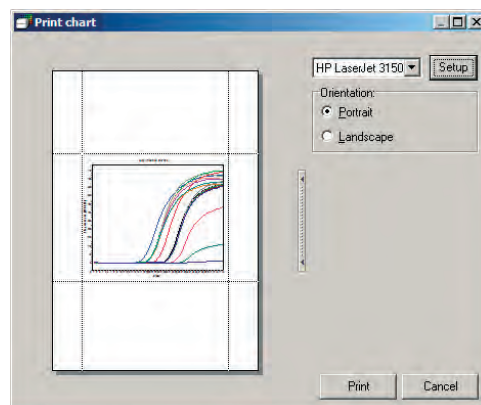 Print chart
HP LaserJet 3150
Setup
Orientation:
Portrait
Landscape
Print
Cancel